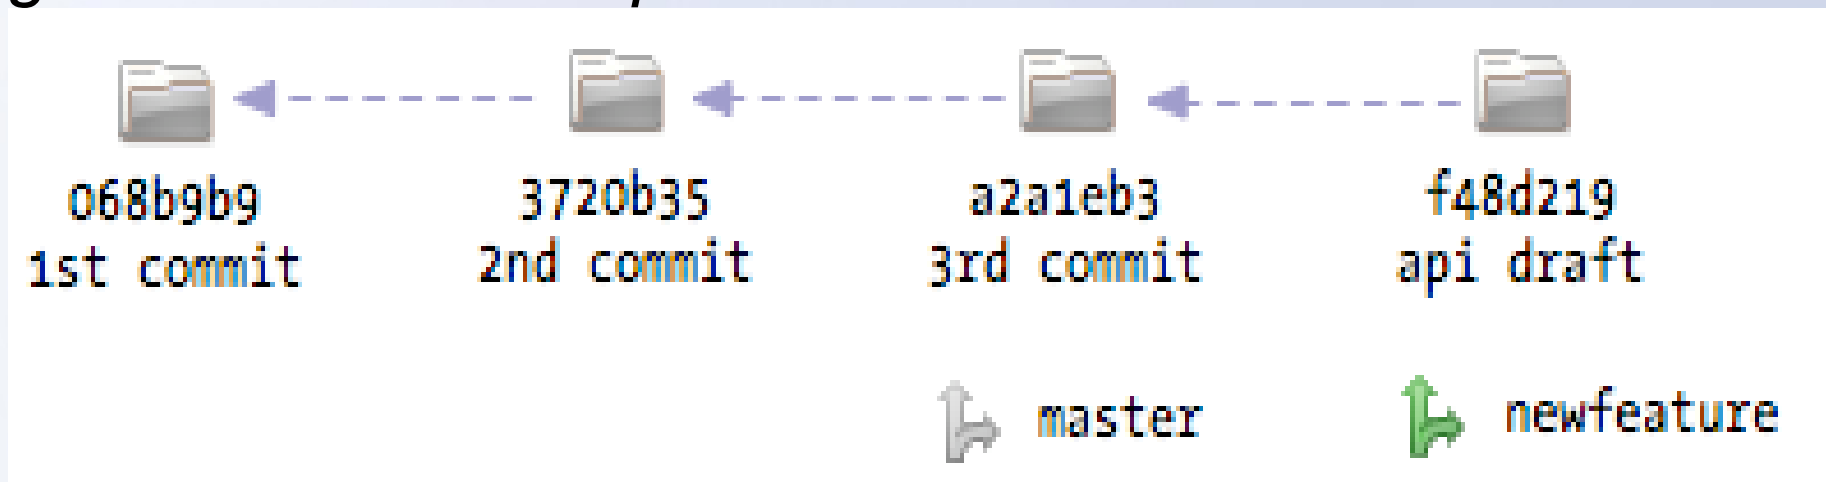 068b9b9 3720b35 a2a1eb3 f48d219
1st commit 2nd commit 3rd commit api draft
master newfeature